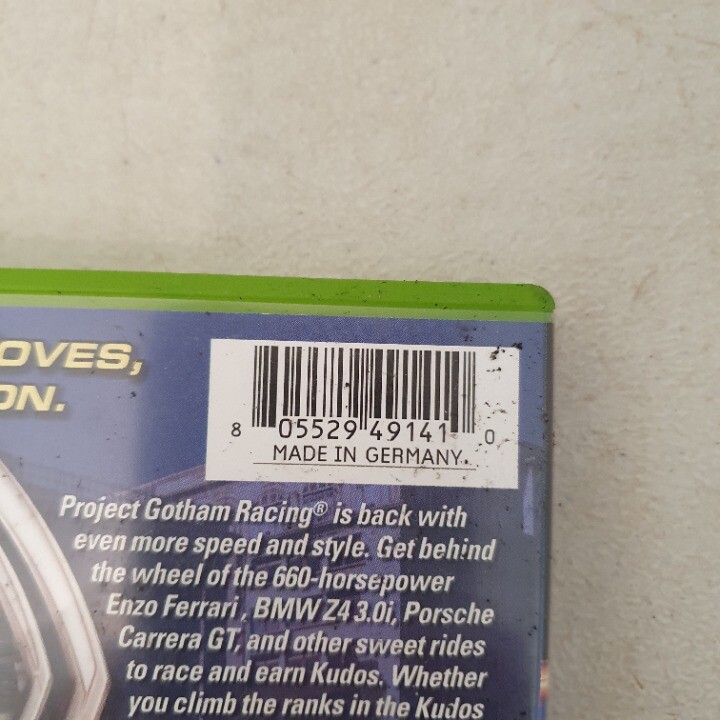 OVES,
ON.
8 05529 49141 0
MADE IN GERMANY
Project Gotham Racing® is back with
even more speed and style. Get behind
the wheel of the 660-horsepower
Enzo Ferrari, BMW Z4 3.0i, Porsche
Carrera GT, and other sweet rides
to race and earn Kudos. Whether
you climb the ranks in the Kudos